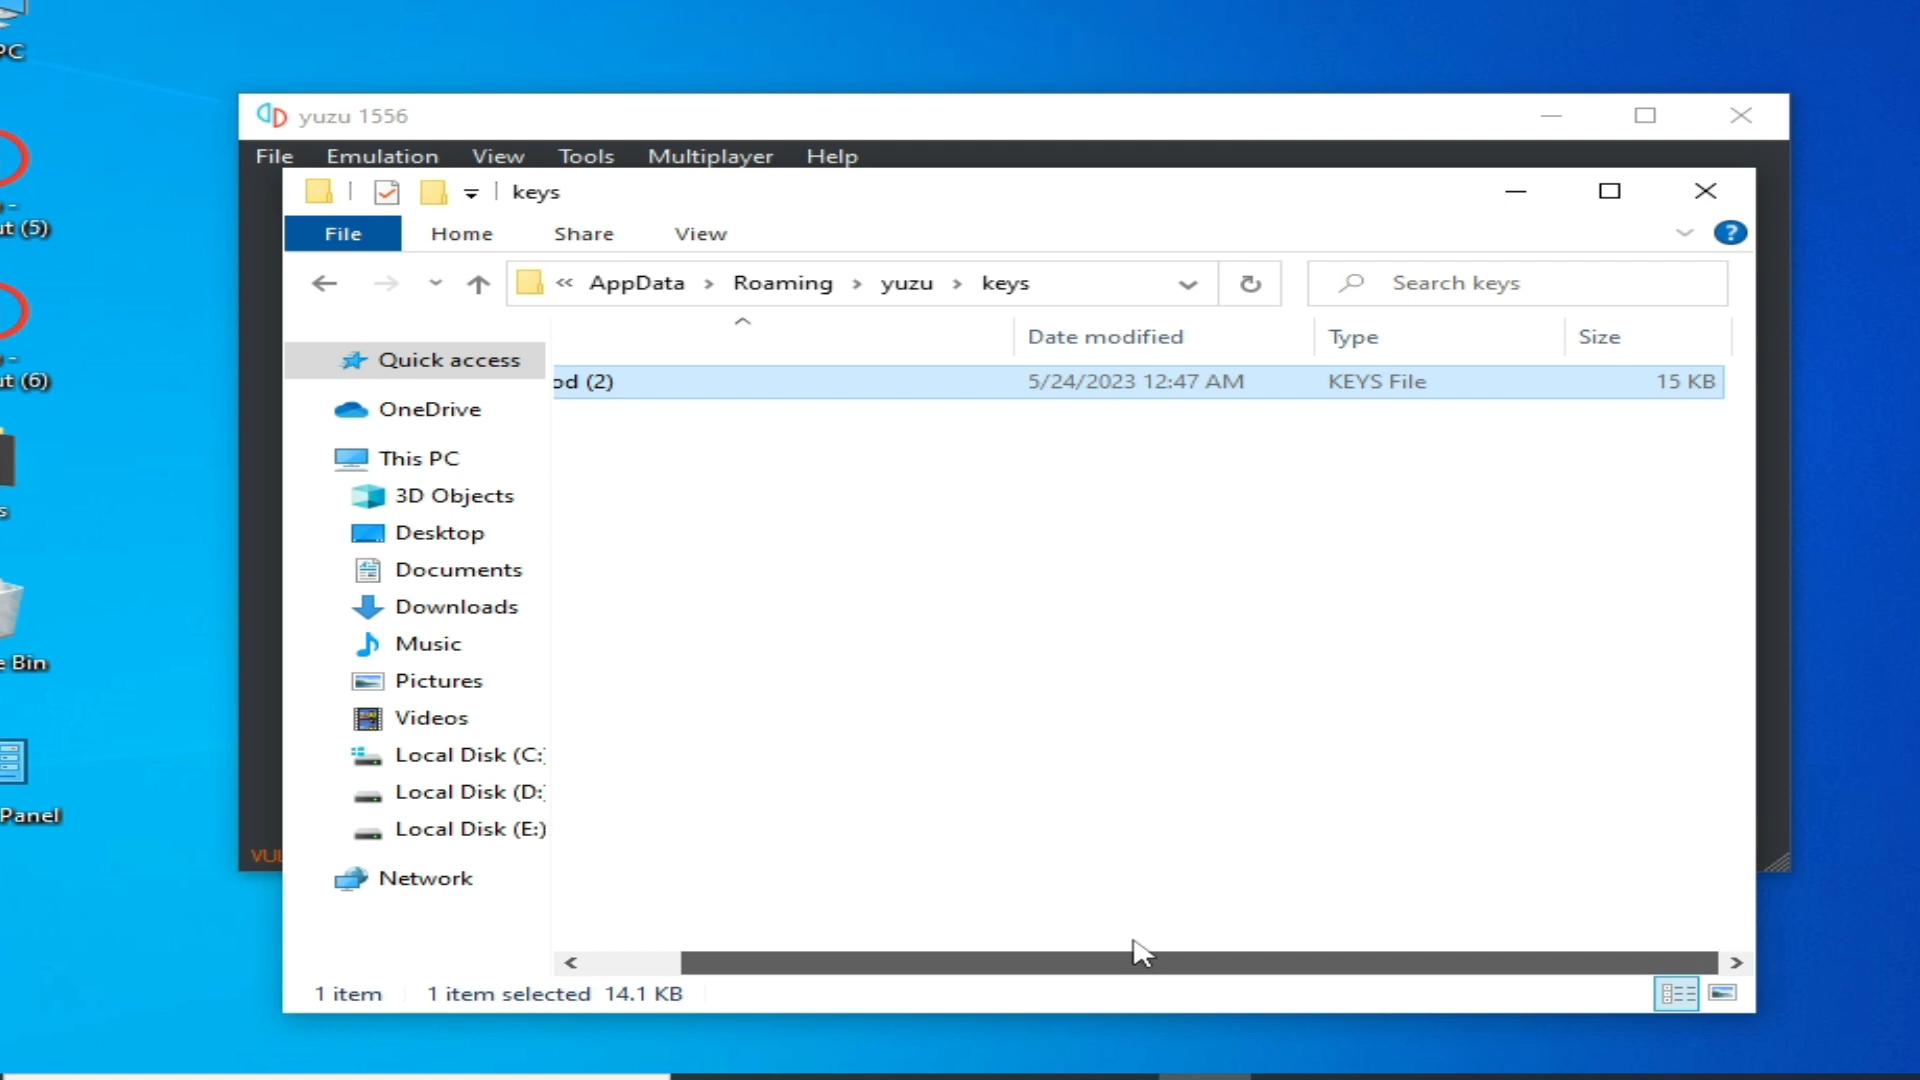 PC
yuzu 1556
File Emulation View Tools Multiplayer Help
keys
File Home Share View
?
« AppData > Roaming > yuzu > keys
Search keys
Date modified Type Size
Quick access
od (2) 5/24/2023 12:47 AM KEYS File 15 KB
OneDrive
This PC
3D Objects
Desktop
Documents
Downloads
Music
Pictures
Videos
Local Disk (C:
Local Disk (D:
Local Disk (E:)
Network
1 item 1 item selected 14.1 KB
ut (5)
ut (6)
s
e Bin
Panel
VUL